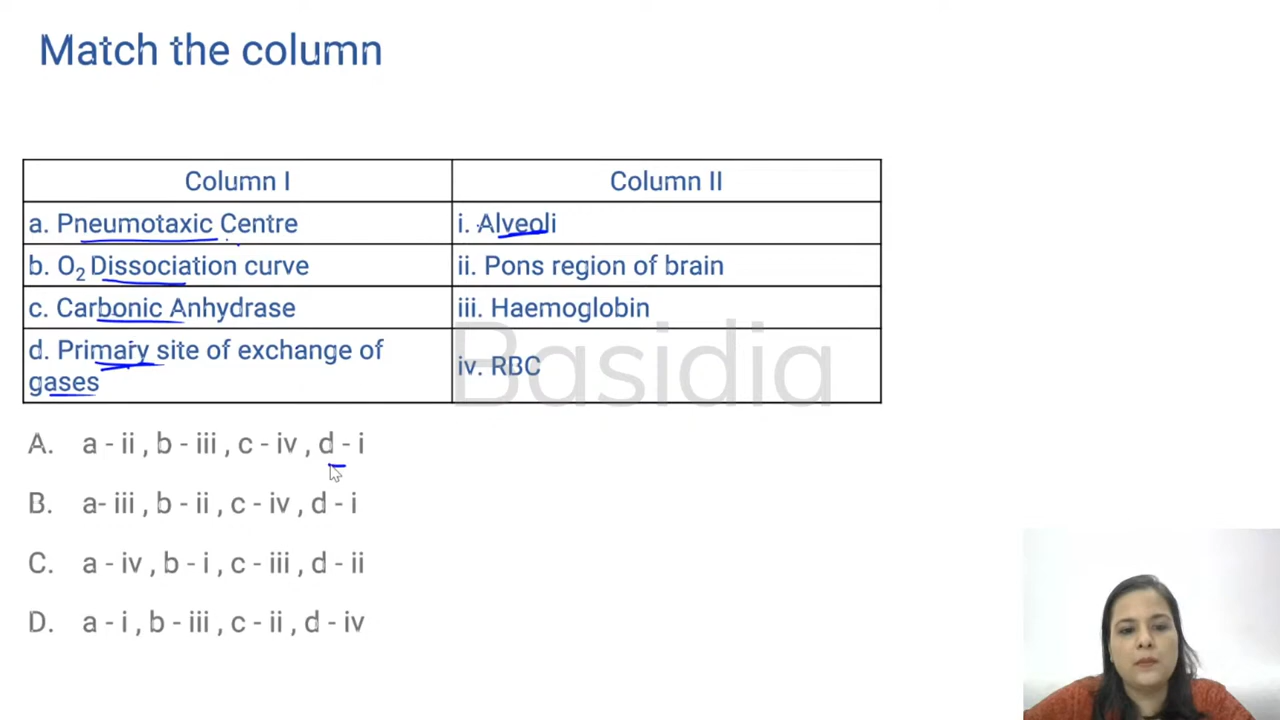 Match the column
Column I
Column II
a. Pneumotaxic Centre
i. Alveoli
b. O₂ Dissociation curve
ii. Pons region of brain
c. Carbonic Anhydrase
iii. Haemoglobin
d. Primary site of exchange of
gases
iv. RBC
Basidia
A. a - ii , b - iii , c - iv , d - i
B. a- iii , b - ii , c - iv , d - i
C. a - iv , b - i , c - iii , d - ii
D. a - i , b - iii , c - ii , d - iv